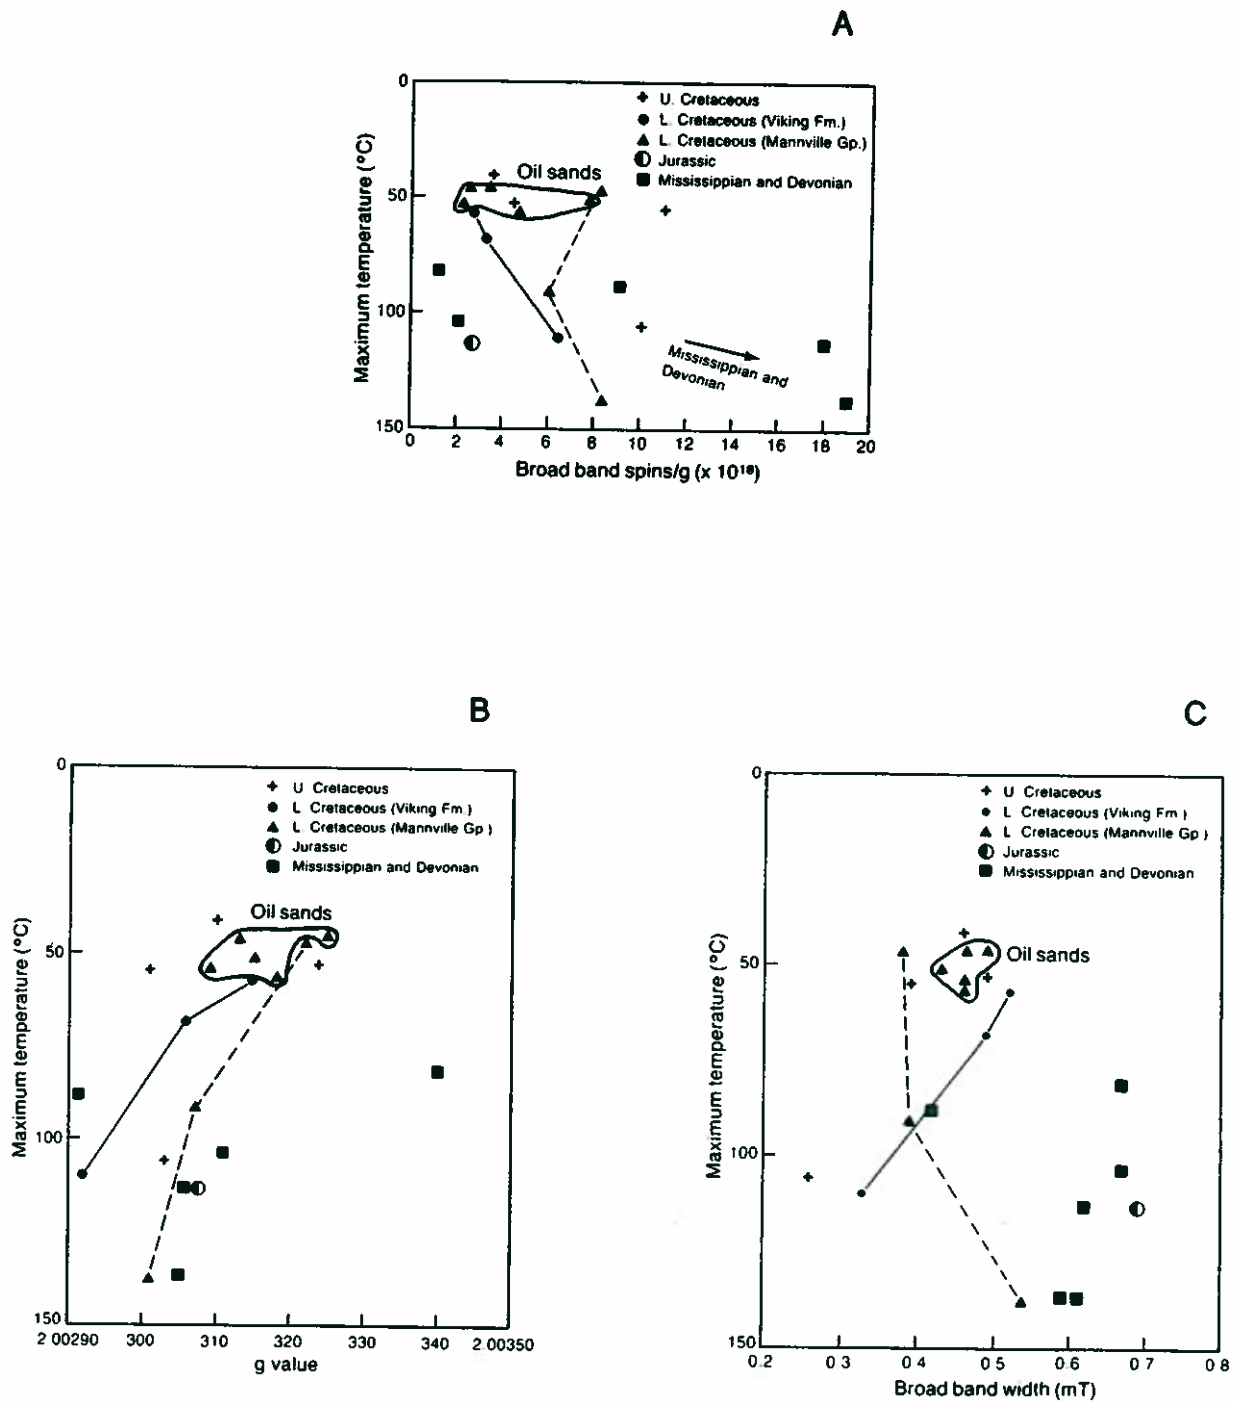 A
0
50
100
150
Maximum temperature (°C)
+ U. Cretaceous
● L. Cretaceous (Viking Fm.)
▲ L. Cretaceous (Mannville Gp.)
◐ Jurassic
■ Mississippian and Devonian
Oil sands
Mississippian and
Devonian
0 2 4 6 8 10 12 14 16 18 20
Broad band spins/g (x 10¹⁸)
B
0
50
100
150
Maximum temperature (°C)
+ U Cretaceous
● L Cretaceous (Viking Fm.)
▲ L. Cretaceous (Mannville Gp.)
◐ Jurassic
■ Mississippian and Devonian
Oil sands
2 00290 300 310 320 330 340 2.00350
g value
C
0
50
100
150
Maximum temperature (°C)
+ U Cretaceous
● L Cretaceous (Viking Fm)
▲ L Cretaceous (Mannville Gp)
◐ Jurassic
■ Mississippian and Devonian
Oil sands
0.2 0 3 0 4 0 5 0 6 0 7 0 8
Broad band width (mT)